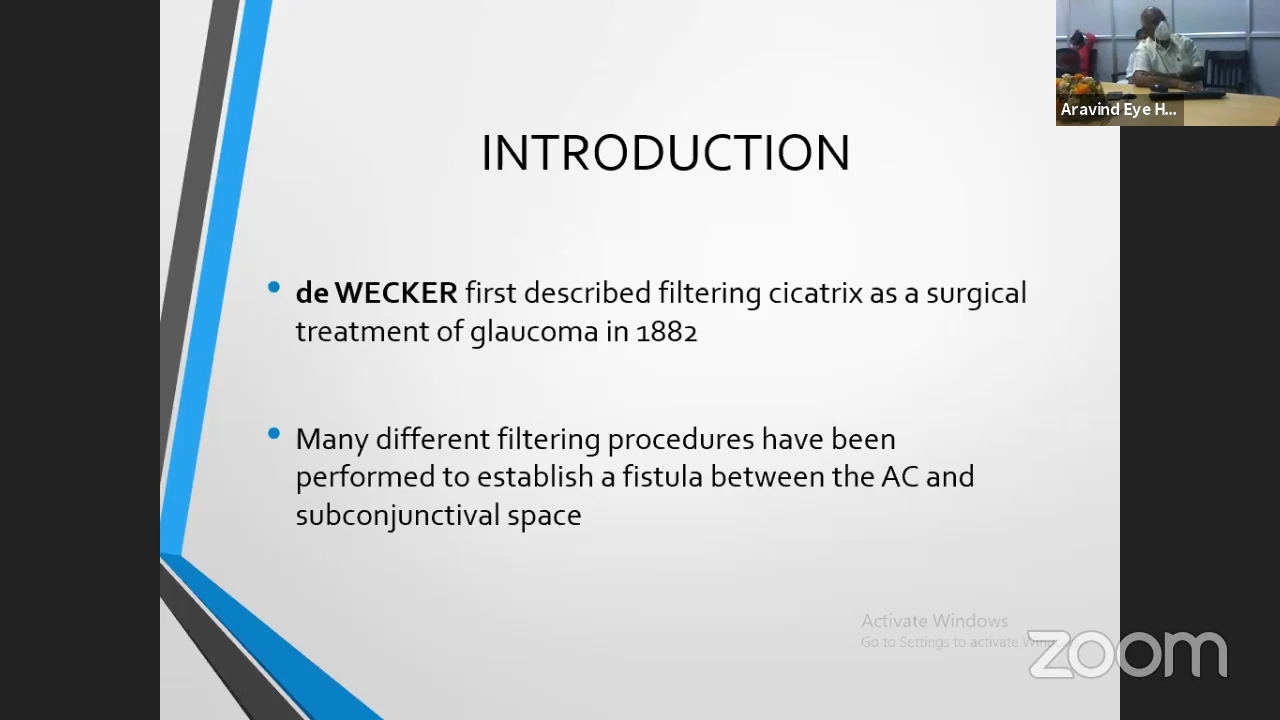 Aravind Eye H...
INTRODUCTION
• de WECKER first described filtering cicatrix as a surgical
treatment of glaucoma in 1882
• Many different filtering procedures have been
performed to establish a fistula between the AC and
subconjunctival space
Activate Windows
Go to Settings to activate
zoom